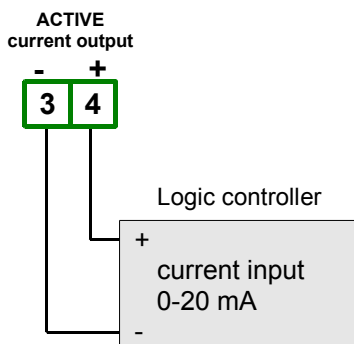 ACTIVE
current output
- +
3 4
Logic controller
+
current input
0-20 mA
-